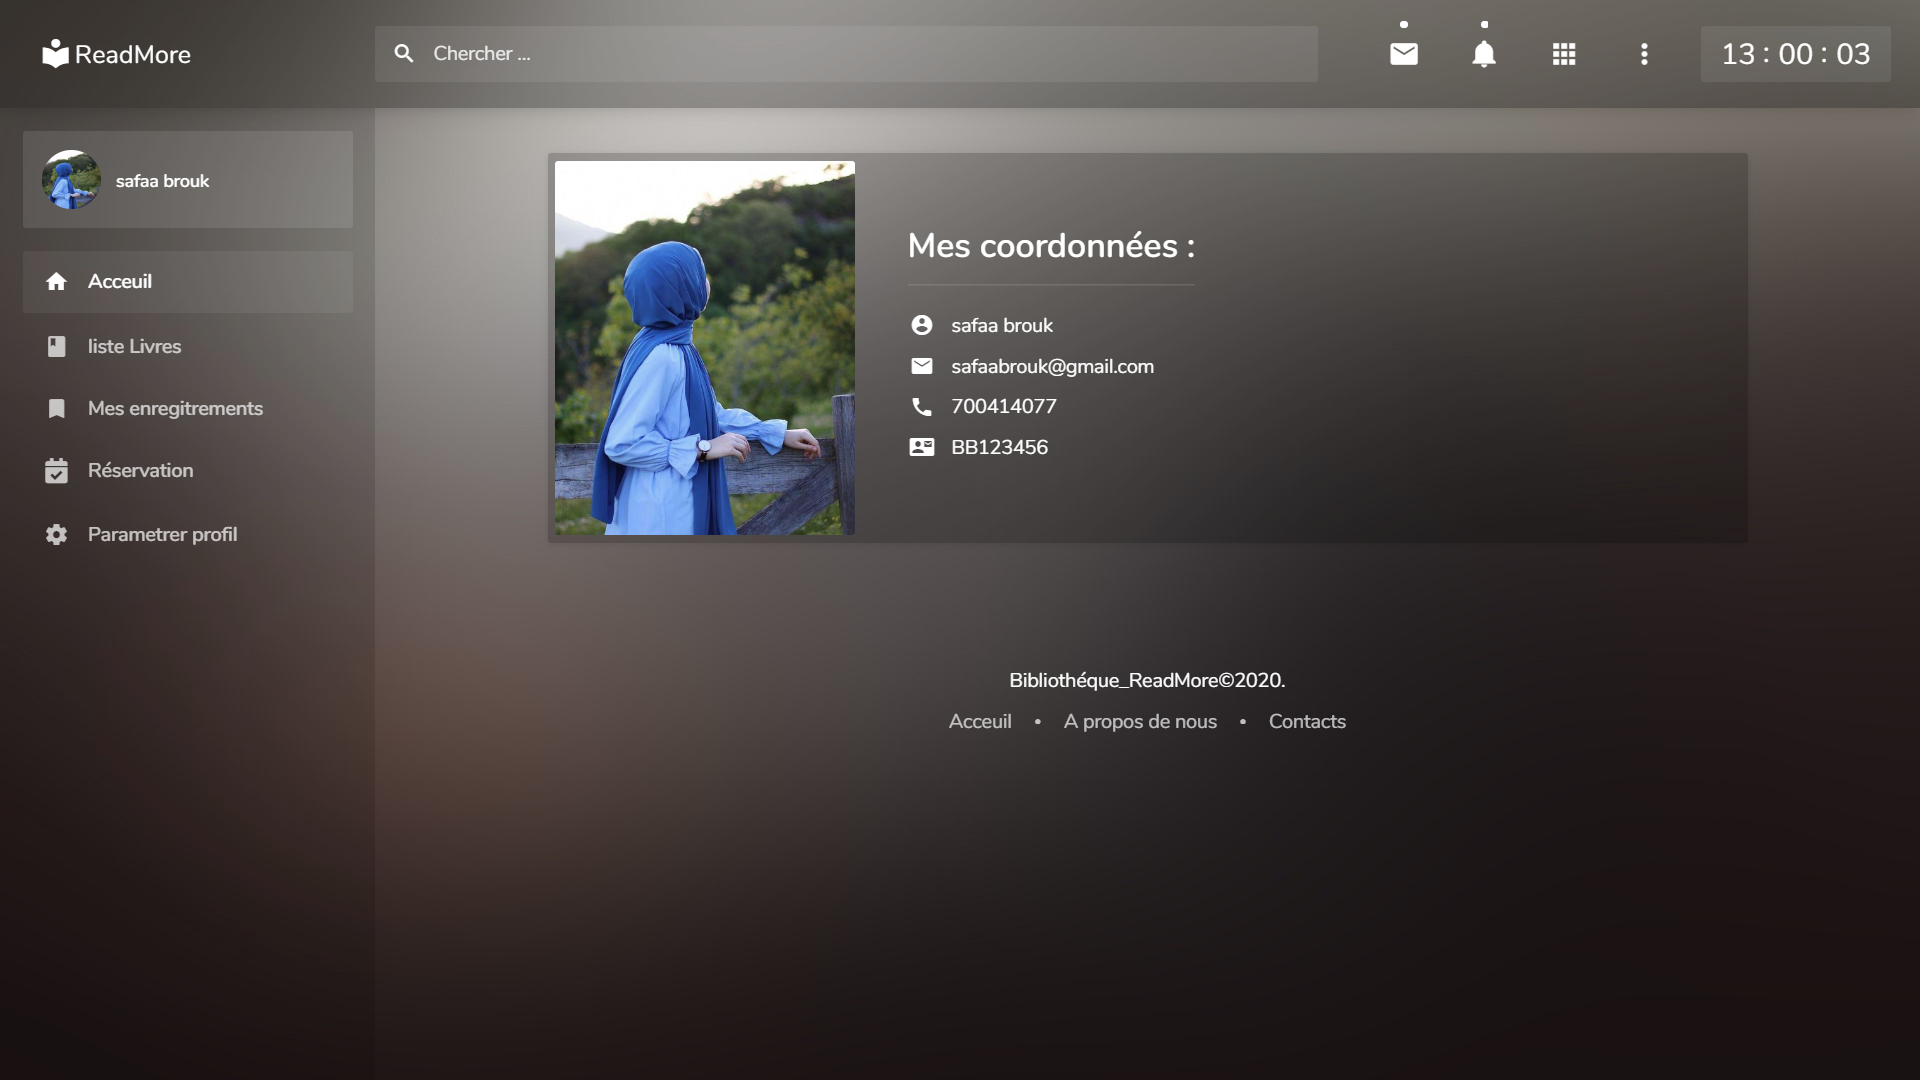 ReadMore
Chercher ...
13 : 00 : 03
safaa brouk
Acceuil
liste Livres
Mes enregitrements
Réservation
Parametrer profil
Mes coordonnées :
safaa brouk
safaabrouk@gmail.com
700414077
BB123456
Bibliothéque_ReadMore©2020.
Acceuil • A propos de nous • Contacts